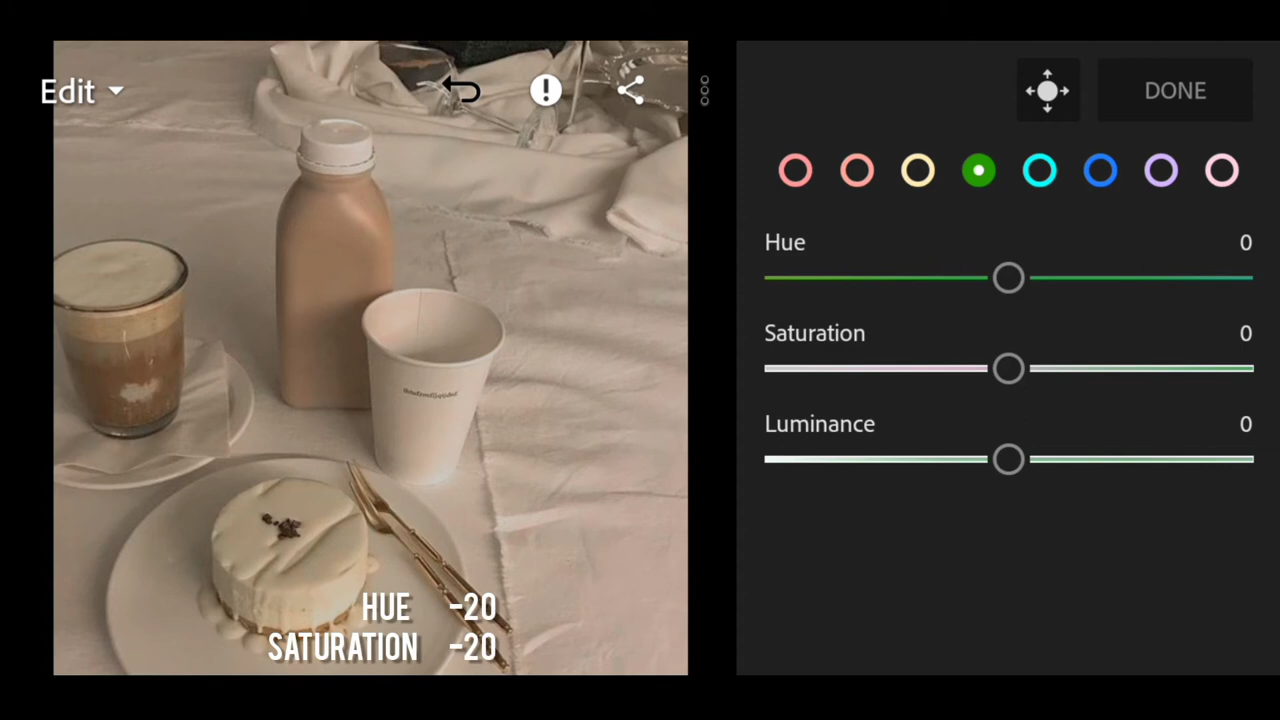 Edit
DONE
Hue 0
Saturation 0
Luminance 0
HUE -20
SATURATION -20